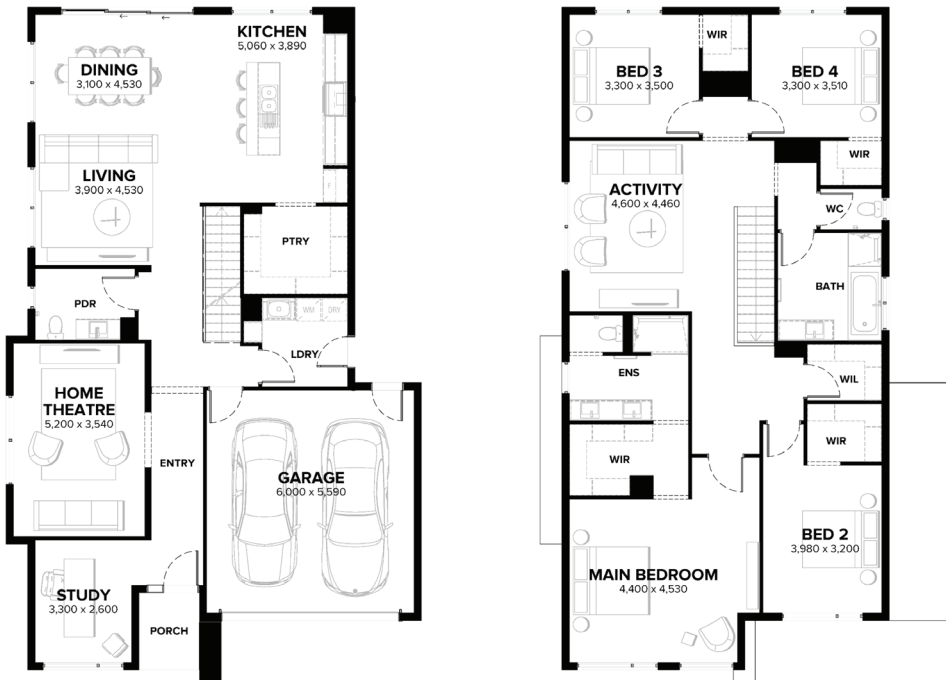 KITCHEN
5,060 x 3,890
DINING
3,100 x 4,530
LIVING
3,900 x 4,530
F
DW
PTRY
PDR
WM
DRY
LDRY
HOME
THEATRE
5,200 x 3,540
ENTRY
GARAGE
6,000 x 5,590
STUDY
3,300 x 2,600
PORCH
WIR
BED 3
3,300 x 3,500
BED 4
3,300 x 3,510
WIR
ACTIVITY
4,600 x 4,460
WC
BATH
ENS
WIL
WIR
WIR
BED 2
3,980 x 3,200
MAIN BEDROOM
4,400 x 4,530